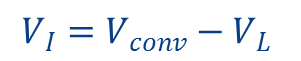 V_I = V_conv − V_L